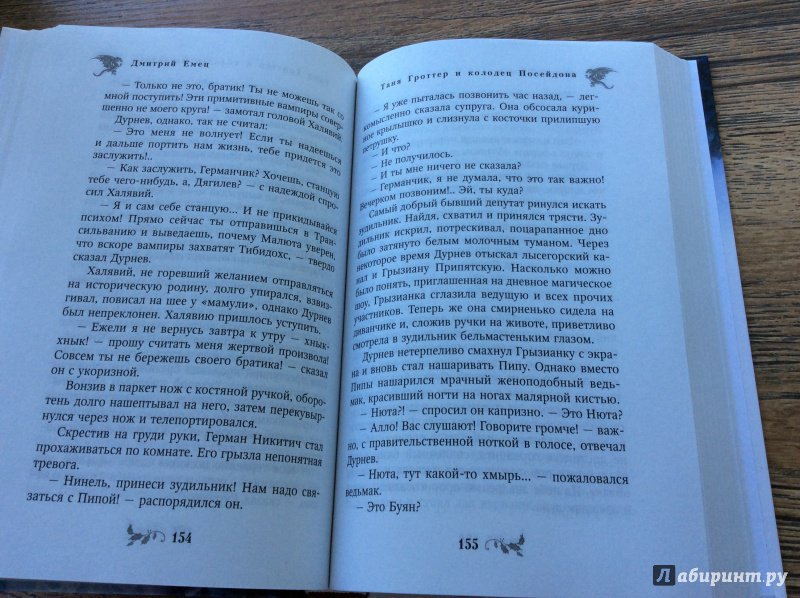 Дмитрий Емец
— Только не это, братик! Ты не можешь так со
мной поступить! Эти примитивные вампиры совер-
шенно не моего круга! — замотал головой Халявий.
Дурнев, однако, так не считал:
— Это меня не волнует! Если ты надеешься
и дальше портить нам жизнь, тебе придется это
заслужить!..
— Как заслужить, Германчик? Хочешь, станцую
тебе чего-нибудь, а, Дягилев? — с надеждой спро-
сил Халявий.
— Я и сам себе станцую... И не прикидывайся
психом! Прямо сейчас ты отправишься в Тран-
сильванию и выведаешь, почему Малюта уверен,
что вскоре вампиры захватят Тибидохс, — твердо
сказал Дурнев.
Халявий, не горевший желанием отправляться
на историческую родину, долго упирался, взвиз-
гивал, повисал на шее у «мамули», однако Дурнев
был непреклонен. Халявию пришлось уступить.
— Ежели я не вернусь завтра к утру — хнык-
хнык! — прошу считать меня жертвой произвола!
Совсем ты не бережешь своего братика! — сказал
он с укоризной.
Вонзив в паркет нож с костяной ручкой, оборо-
тень долго нашептывал на него, затем перекувыр-
нулся через нож и телепортировался.
Скрестив на груди руки, Герман Никитич стал
прохаживаться по комнате. Его грызла непонятная
тревога.
— Нинель, принеси зудильник! Нам надо свя-
заться с Пипой! — распорядился он.
154
Таня Гроттер и колодец Посейдона
— Я уже пыталась позвонить час назад, — лег-
комысленно сказала супруга. Она обсосала кури-
ное крылышко и слизнула с косточки прилипшую
петрушку.
— И что?
— Не получилось.
— И ты мне ничего не сказала?
— Германчик, я не думала, что это так важно!
Вечерком позвоним!.. Эй, ты куда?
Самый добрый бывший депутат ринулся искать
зудильник. Найдя, схватил и принялся трясти. Зу-
дильник искрил, потрескивал, поцарапанное дно
было затянуто белым молочным туманом. Через
некоторое время Дурнев отыскал лысегорский ка-
нал и Грызиану Припятскую. Насколько можно
было понять, приглашенная на дневное магическое
шоу, Грызианка сглазила ведущую и всех прочих
участников. Теперь же она смирненько сидела на
диванчике и, сложив ручки на животе, приветливо
смотрела в зудильник бельмастеньким глазом.
Дурнев нетерпеливо смахнул Грызианку с экра-
на и вновь стал нашаривать Пипу. Однако вместо
Пипы нашарился мрачный женоподобный ведь-
мак, красивший ногти на ногах малярной кистью.
— Нюта?! — спросил он капризно. — Это Нюта?
— Алло! Вас слушают! Говорите громче! — важ-
но, с правительственной ноткой в голосе, отвечал
Дурнев.
— Нюта, тут какой-то хмырь... — пожаловался
ведьмак.
— Это Буян?
155
Лабиринт.ру